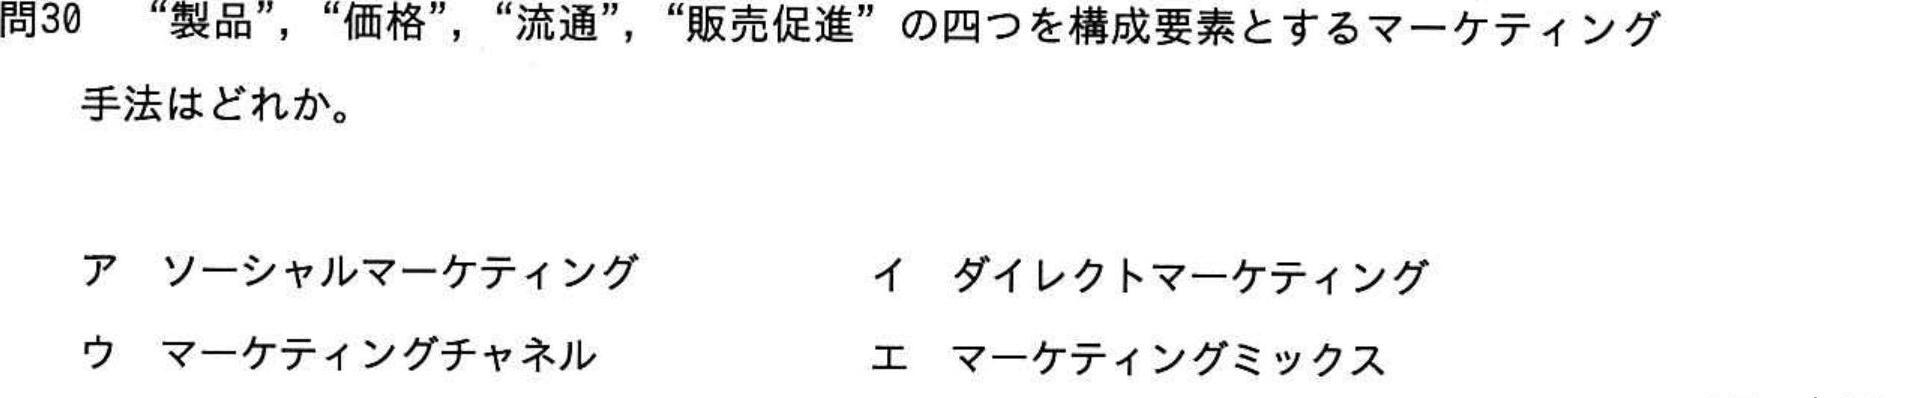 問30 “製品”，“価格”，“流通”，“販売促進” の四つを構成要素とするマーケティング
手法はどれか。
ア ソーシャルマーケティング イ ダイレクトマーケティング
ウ マーケティングチャネル エ マーケティングミックス